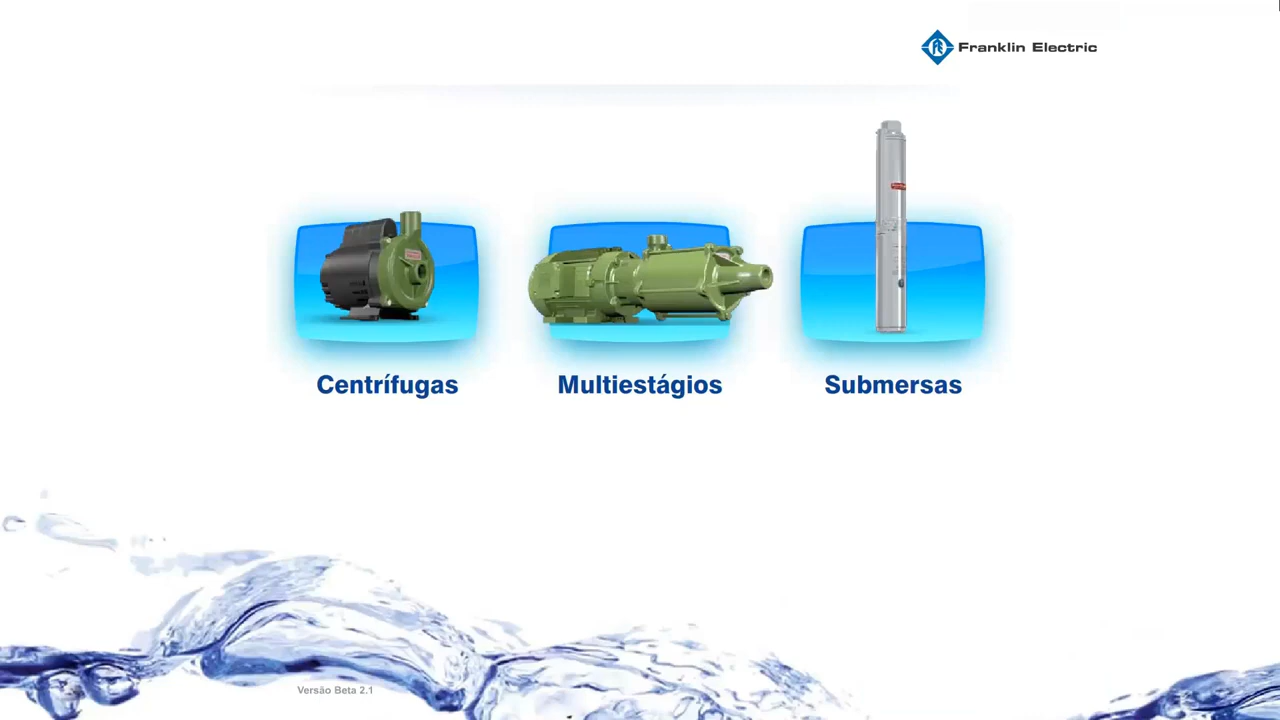 Franklin Electric
Centrífugas
Multiestágios
Submersas
Versão Beta 2.1